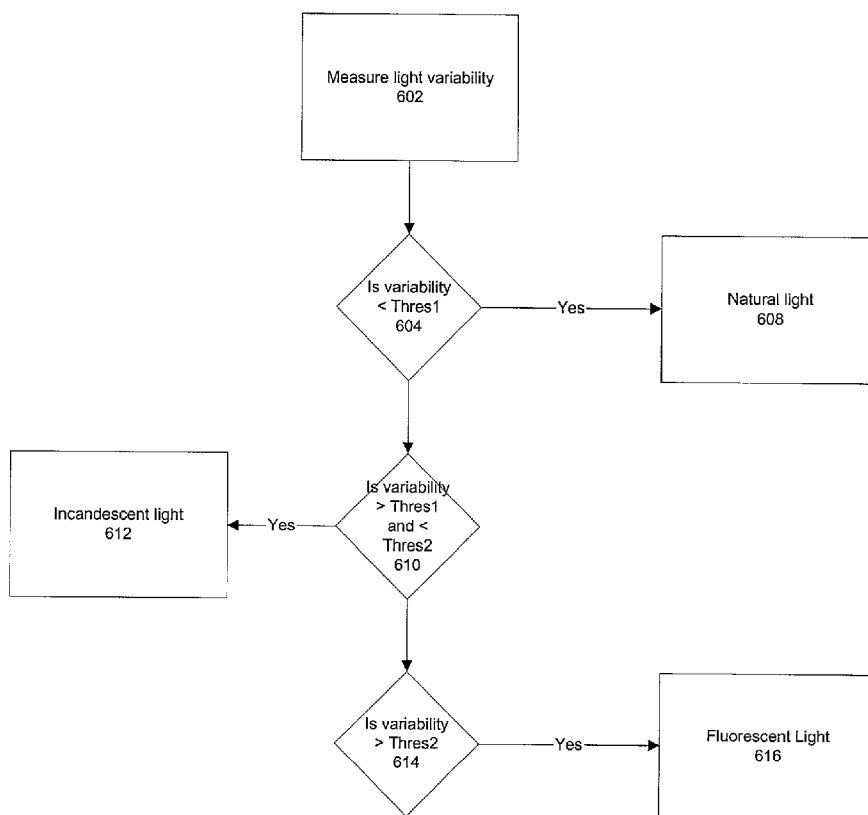 Measure light variability
602
Is variability
< Thres1
604
Yes
Natural light
608
Is variability
> Thres1
and <
Thres2
610
Yes
Incandescent light
612
Is variability
> Thres2
614
Yes
Fluorescent Light
616